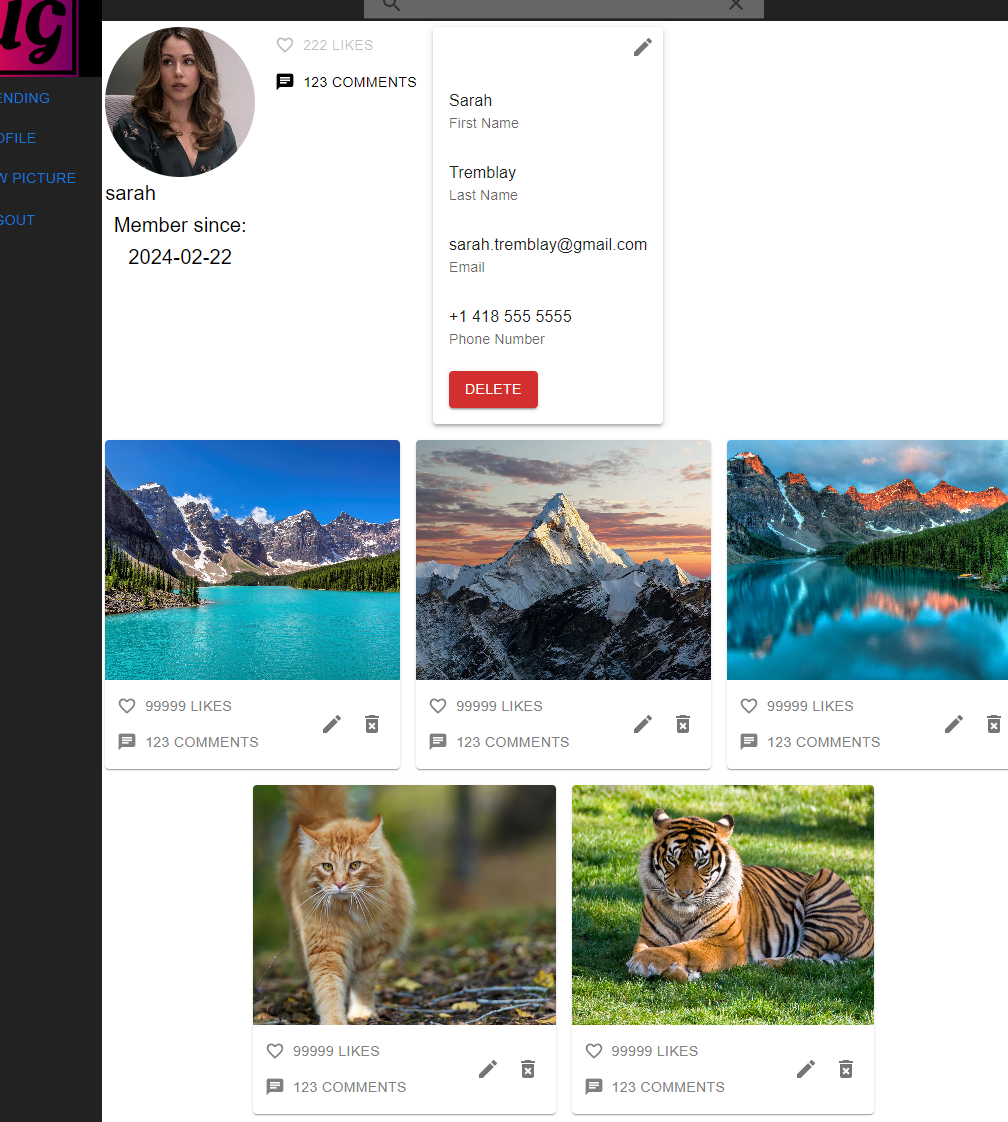 ug
ENDING
OFILE
W PICTURE
GOUT
222 LIKES
123 COMMENTS
sarah
Member since:
2024-02-22
Sarah
First Name
Tremblay
Last Name
sarah.tremblay@gmail.com
Email
+1 418 555 5555
Phone Number
DELETE
99999 LIKES
123 COMMENTS
99999 LIKES
123 COMMENTS
99999 LIKES
123 COMMENTS
99999 LIKES
123 COMMENTS
99999 LIKES
123 COMMENTS